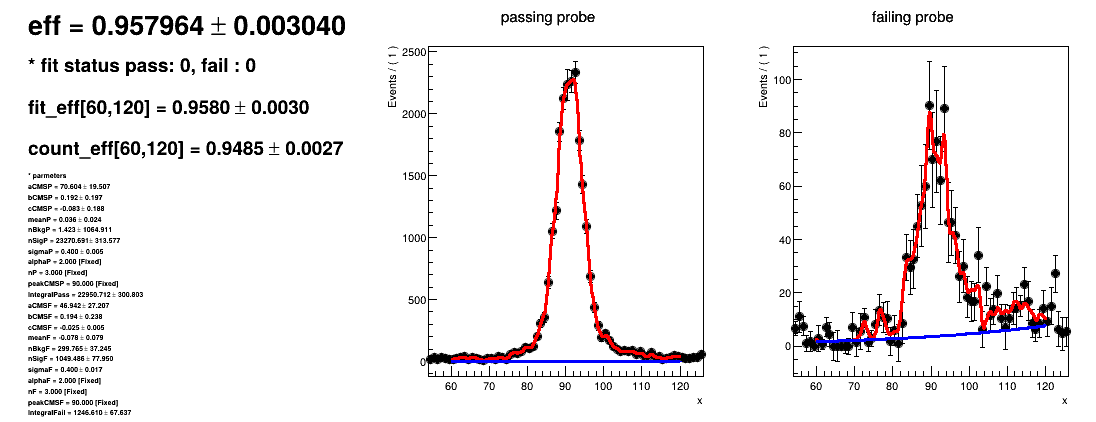 eff = 0.957964 ± 0.003040
* fit status pass: 0, fail : 0
fit_eff[60,120] = 0.9580 ± 0.0030
count_eff[60,120] = 0.9485 ± 0.0027
* parmeters
aCMSP = 70.604 ± 19.507
bCMSP = 0.192 ± 0.197
cCMSP = -0.083 ± 0.188
meanP = 0.036 ± 0.024
nBkgP = 1.423 ± 1064.911
nSigP = 23270.691 ± 313.577
sigmaP = 0.400 ± 0.005
alphaP = 2.000 [Fixed]
nP = 3.000 [Fixed]
peakCMSP = 90.000 [Fixed]
integralPass = 22950.712 ± 300.803
aCMSF = 46.942 ± 27.207
bCMSF = 0.194 ± 0.238
cCMSF = -0.025 ± 0.005
meanF = -0.078 ± 0.079
nBkgF = 299.765 ± 37.245
nSigF = 1049.486 ± 77.950
sigmaF = 0.400 ± 0.017
alphaF = 2.000 [Fixed]
nF = 3.000 [Fixed]
peakCMSF = 90.000 [Fixed]
integralFail = 1246.610 ± 67.637
passing probe
Events / ( 1 )
2500
2000
1500
1000
500
0
60 70 80 90 100 110 120
x
failing probe
Events / ( 1 )
100
80
60
40
20
0
60 70 80 90 100 110 120
x